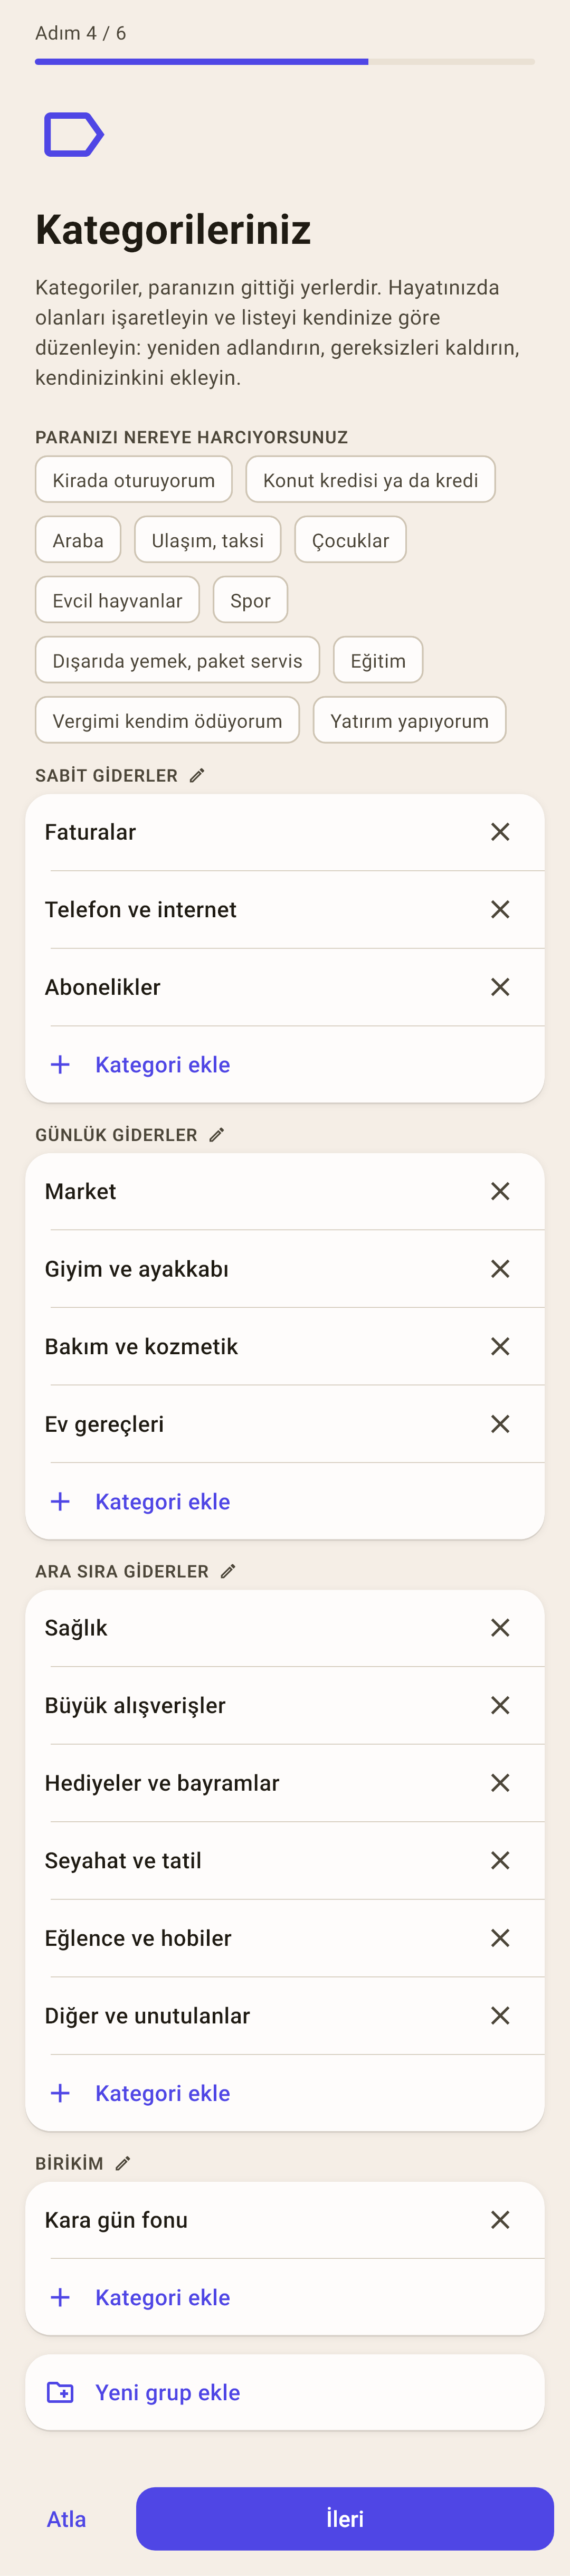 Adım 4 / 6
Kategorileriniz
Kategoriler, paranızın gittiği yerlerdir. Hayatınızda
olanları işaretleyin ve listeyi kendinize göre
düzenleyin: yeniden adlandırın, gereksizleri kaldırın,
kendinizinkini ekleyin.
PARANIZI NEREYE HARCIYORSUNUZ
Kirada oturuyorum Konut kredisi ya da kredi
Araba Ulaşım, taksi Çocuklar
Evcil hayvanlar Spor
Dışarıda yemek, paket servis Eğitim
Vergimi kendim ödüyorum Yatırım yapıyorum
SABİT GİDERLER
Faturalar
Telefon ve internet
Abonelikler
Kategori ekle
GÜNLÜK GİDERLER
Market
Giyim ve ayakkabı
Bakım ve kozmetik
Ev gereçleri
Kategori ekle
ARA SIRA GİDERLER
Sağlık
Büyük alışverişler
Hediyeler ve bayramlar
Seyahat ve tatil
Eğlence ve hobiler
Diğer ve unutulanlar
Kategori ekle
BİRİKİM
Kara gün fonu
Kategori ekle
Yeni grup ekle
Atla İleri